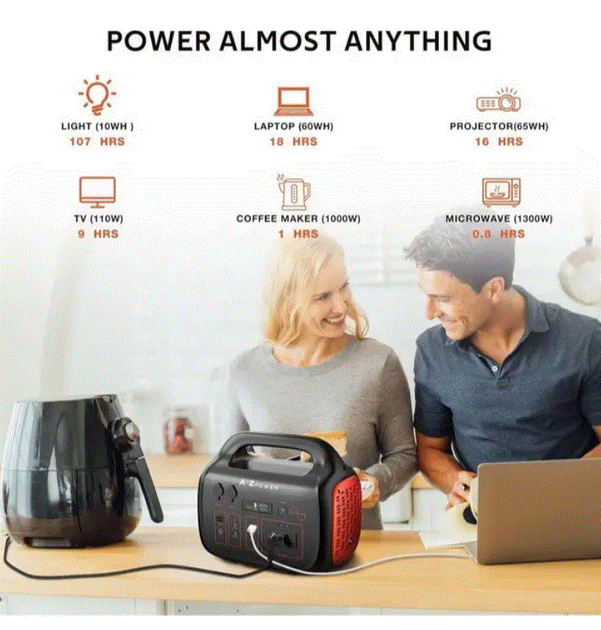 POWER ALMOST ANYTHING
LIGHT (10WH )
107 HRS
LAPTOP (60WH)
18 HRS
PROJECTOR(65WH)
16 HRS
TV (110W)
9 HRS
COFFEE MAKER (1000W)
1 HRS
MICROWAVE (1300W)
0.8 HRS